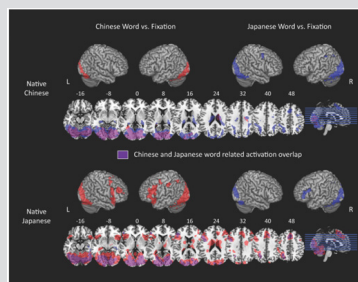 Chinese Word vs. Fixation Japanese Word vs. Fixation
Native
Chinese
L R
-16 -8 0 8 16 24 32 40 48
Chinese and Japanese word related activation overlap
Native
Japanese
L R
-16 -8 0 8 16 24 32 40 48